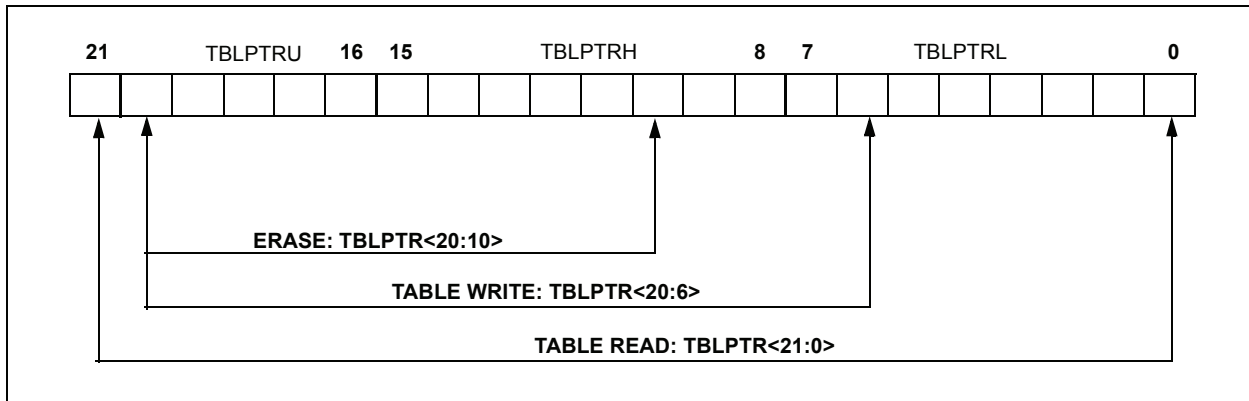 21 TBLPTRU 16 15 TBLPTRH 8 7 TBLPTRL 0
ERASE: TBLPTR<20:10>
TABLE WRITE: TBLPTR<20:6>
TABLE READ: TBLPTR<21:0>